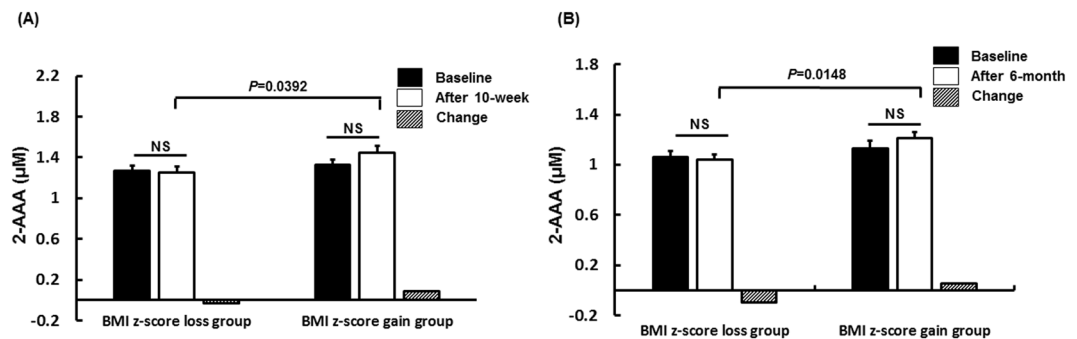 (A)
2.2
1.8
1.4
1
0.6
0.2
-0.2
2-AAA (µM)
P=0.0392
NS
NS
Baseline
After 10-week
Change
BMI z-score loss group
BMI z-score gain group
(B)
1.8
1.4
1
0.6
0.2
-0.2
2-AAA (µM)
P=0.0148
NS
NS
Baseline
After 6-month
Change
BMI z-score loss group
BMI z-score gain group